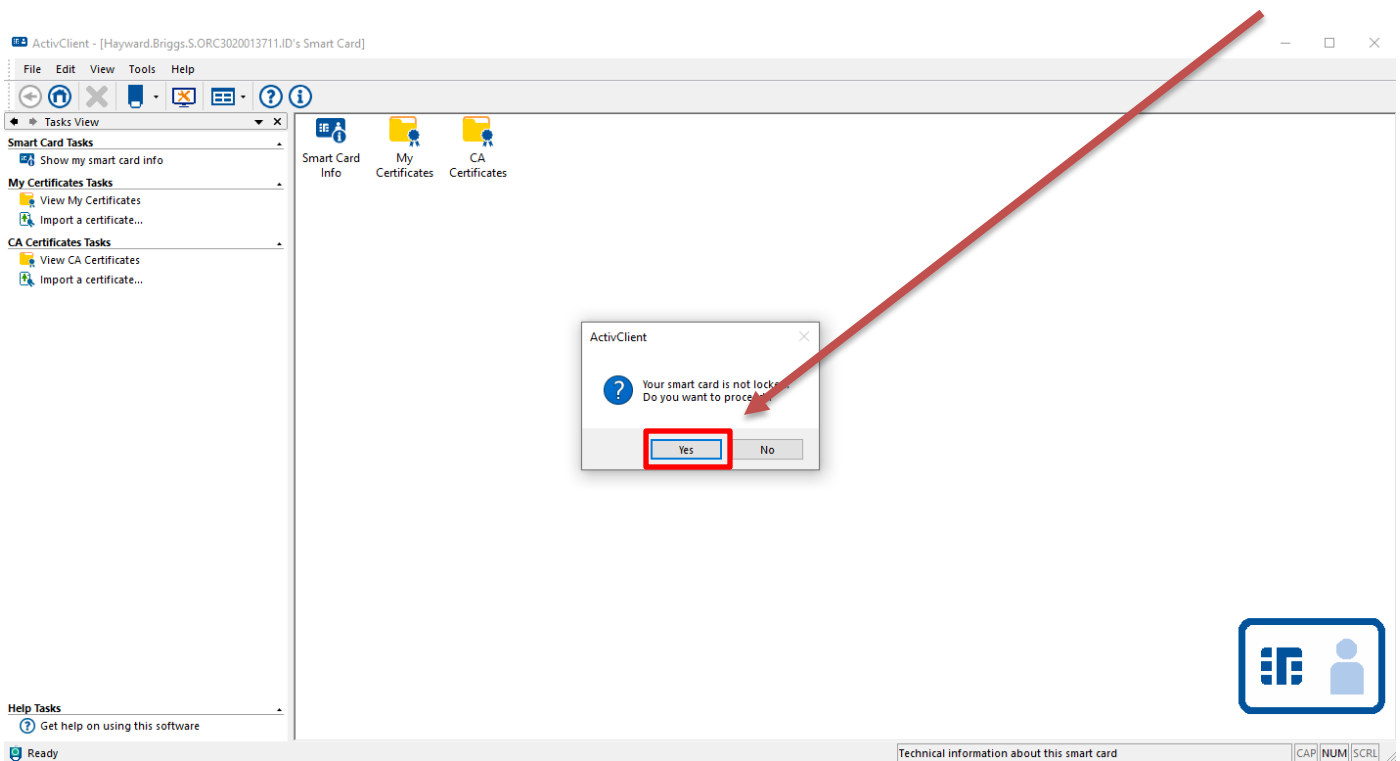 ActivClient - [Hayward.Briggs.S.ORC3020013711.ID's Smart Card]
File Edit View Tools Help
Tasks View
Smart Card Tasks
Show my smart card info
My Certificates Tasks
View My Certificates
Import a certificate...
CA Certificates Tasks
View CA Certificates
Import a certificate...
Smart Card Info
My Certificates
CA Certificates
ActivClient
Your smart card is not
Do you want to
Yes No
Help Tasks
Get help on using this software
Ready
Technical information about this smart card
CAP NUM SCRL